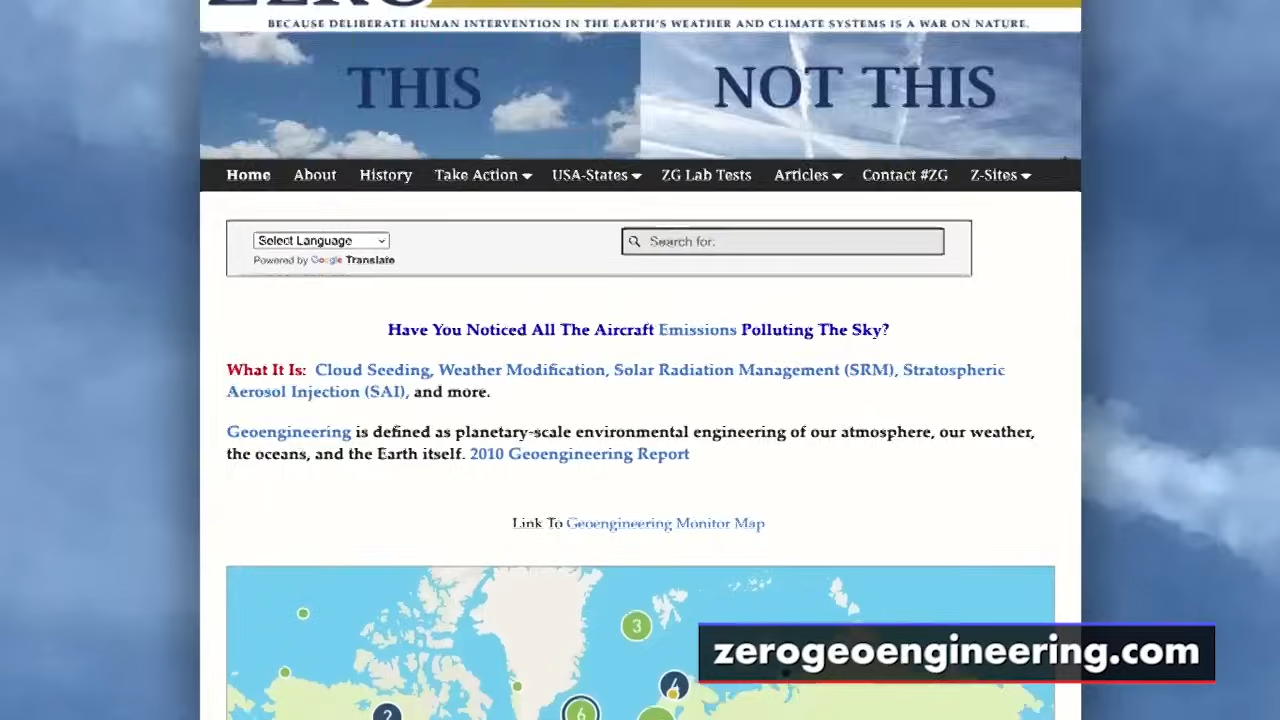 ZERO
BECAUSE DELIBERATE HUMAN INTERVENTION IN THE EARTH'S WEATHER AND CLIMATE SYSTEMS IS A WAR ON NATURE.
THIS NOT THIS
Home About History Take Action USA-States ZG Lab Tests Articles Contact #ZG Z-Sites
Select Language Search for:
Powered by Google Translate
Have You Noticed All The Aircraft Emissions Polluting The Sky?
What It Is: Cloud Seeding, Weather Modification, Solar Radiation Management (SRM), Stratospheric
Aerosol Injection (SAI), and more.
Geoengineering is defined as planetary-scale environmental engineering of our atmosphere, our weather,
the oceans, and the Earth itself. 2010 Geoengineering Report
Link To Geoengineering Monitor Map
3
zerogeoengineering.com
4
2 6